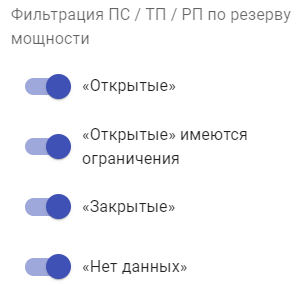 Фильтрация ПС / ТП / РП по резерву
мощности
«Открытые»
«Открытые» имеются
ограничения
«Закрытые»
«Нет данных»